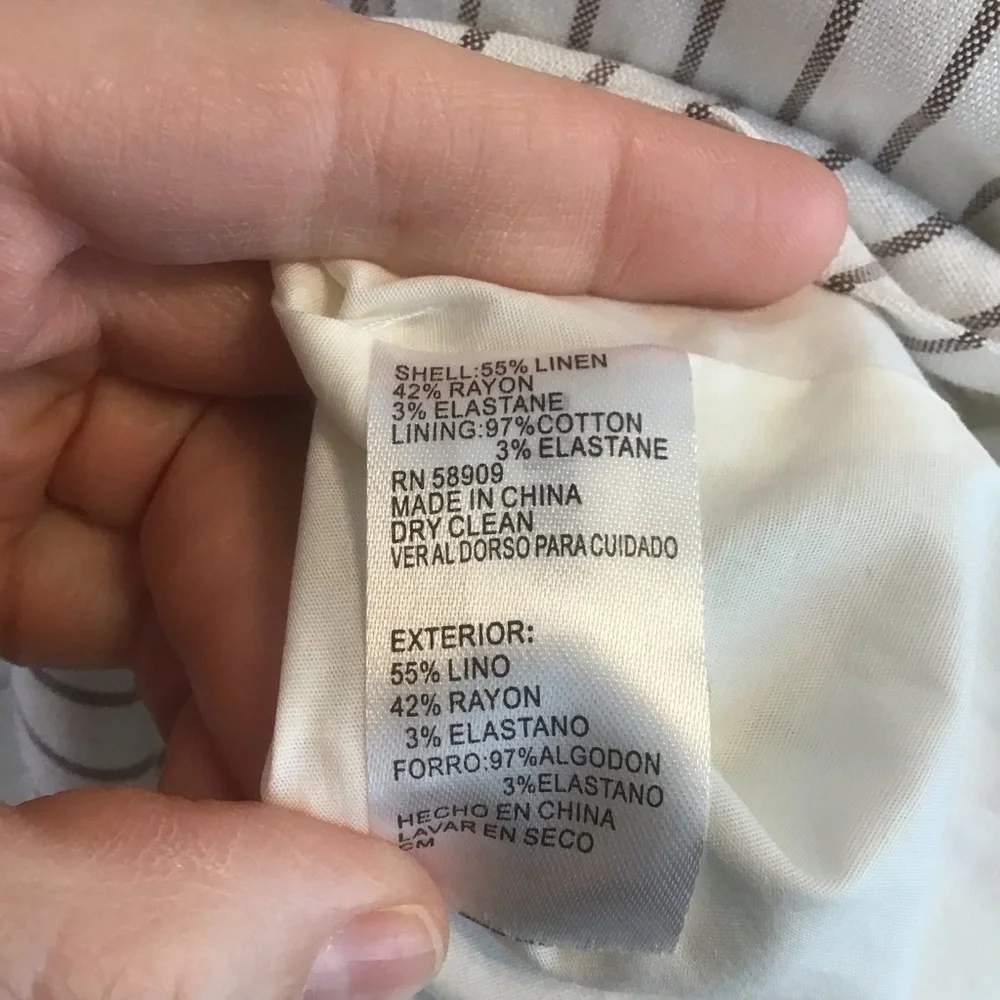 SHELL:55% LINEN
42% RAYON
3% ELASTANE
LINING:97%COTTON
3% ELASTANE
RN 58909
MADE IN CHINA
DRY CLEAN
VER AL DORSO PARA CUIDADO
EXTERIOR:
55% LINO
42% RAYON
3% ELASTANO
FORRO:97%ALGODON
3%ELASTANO
HECHO EN CHINA
LAVAR EN SECO
CM